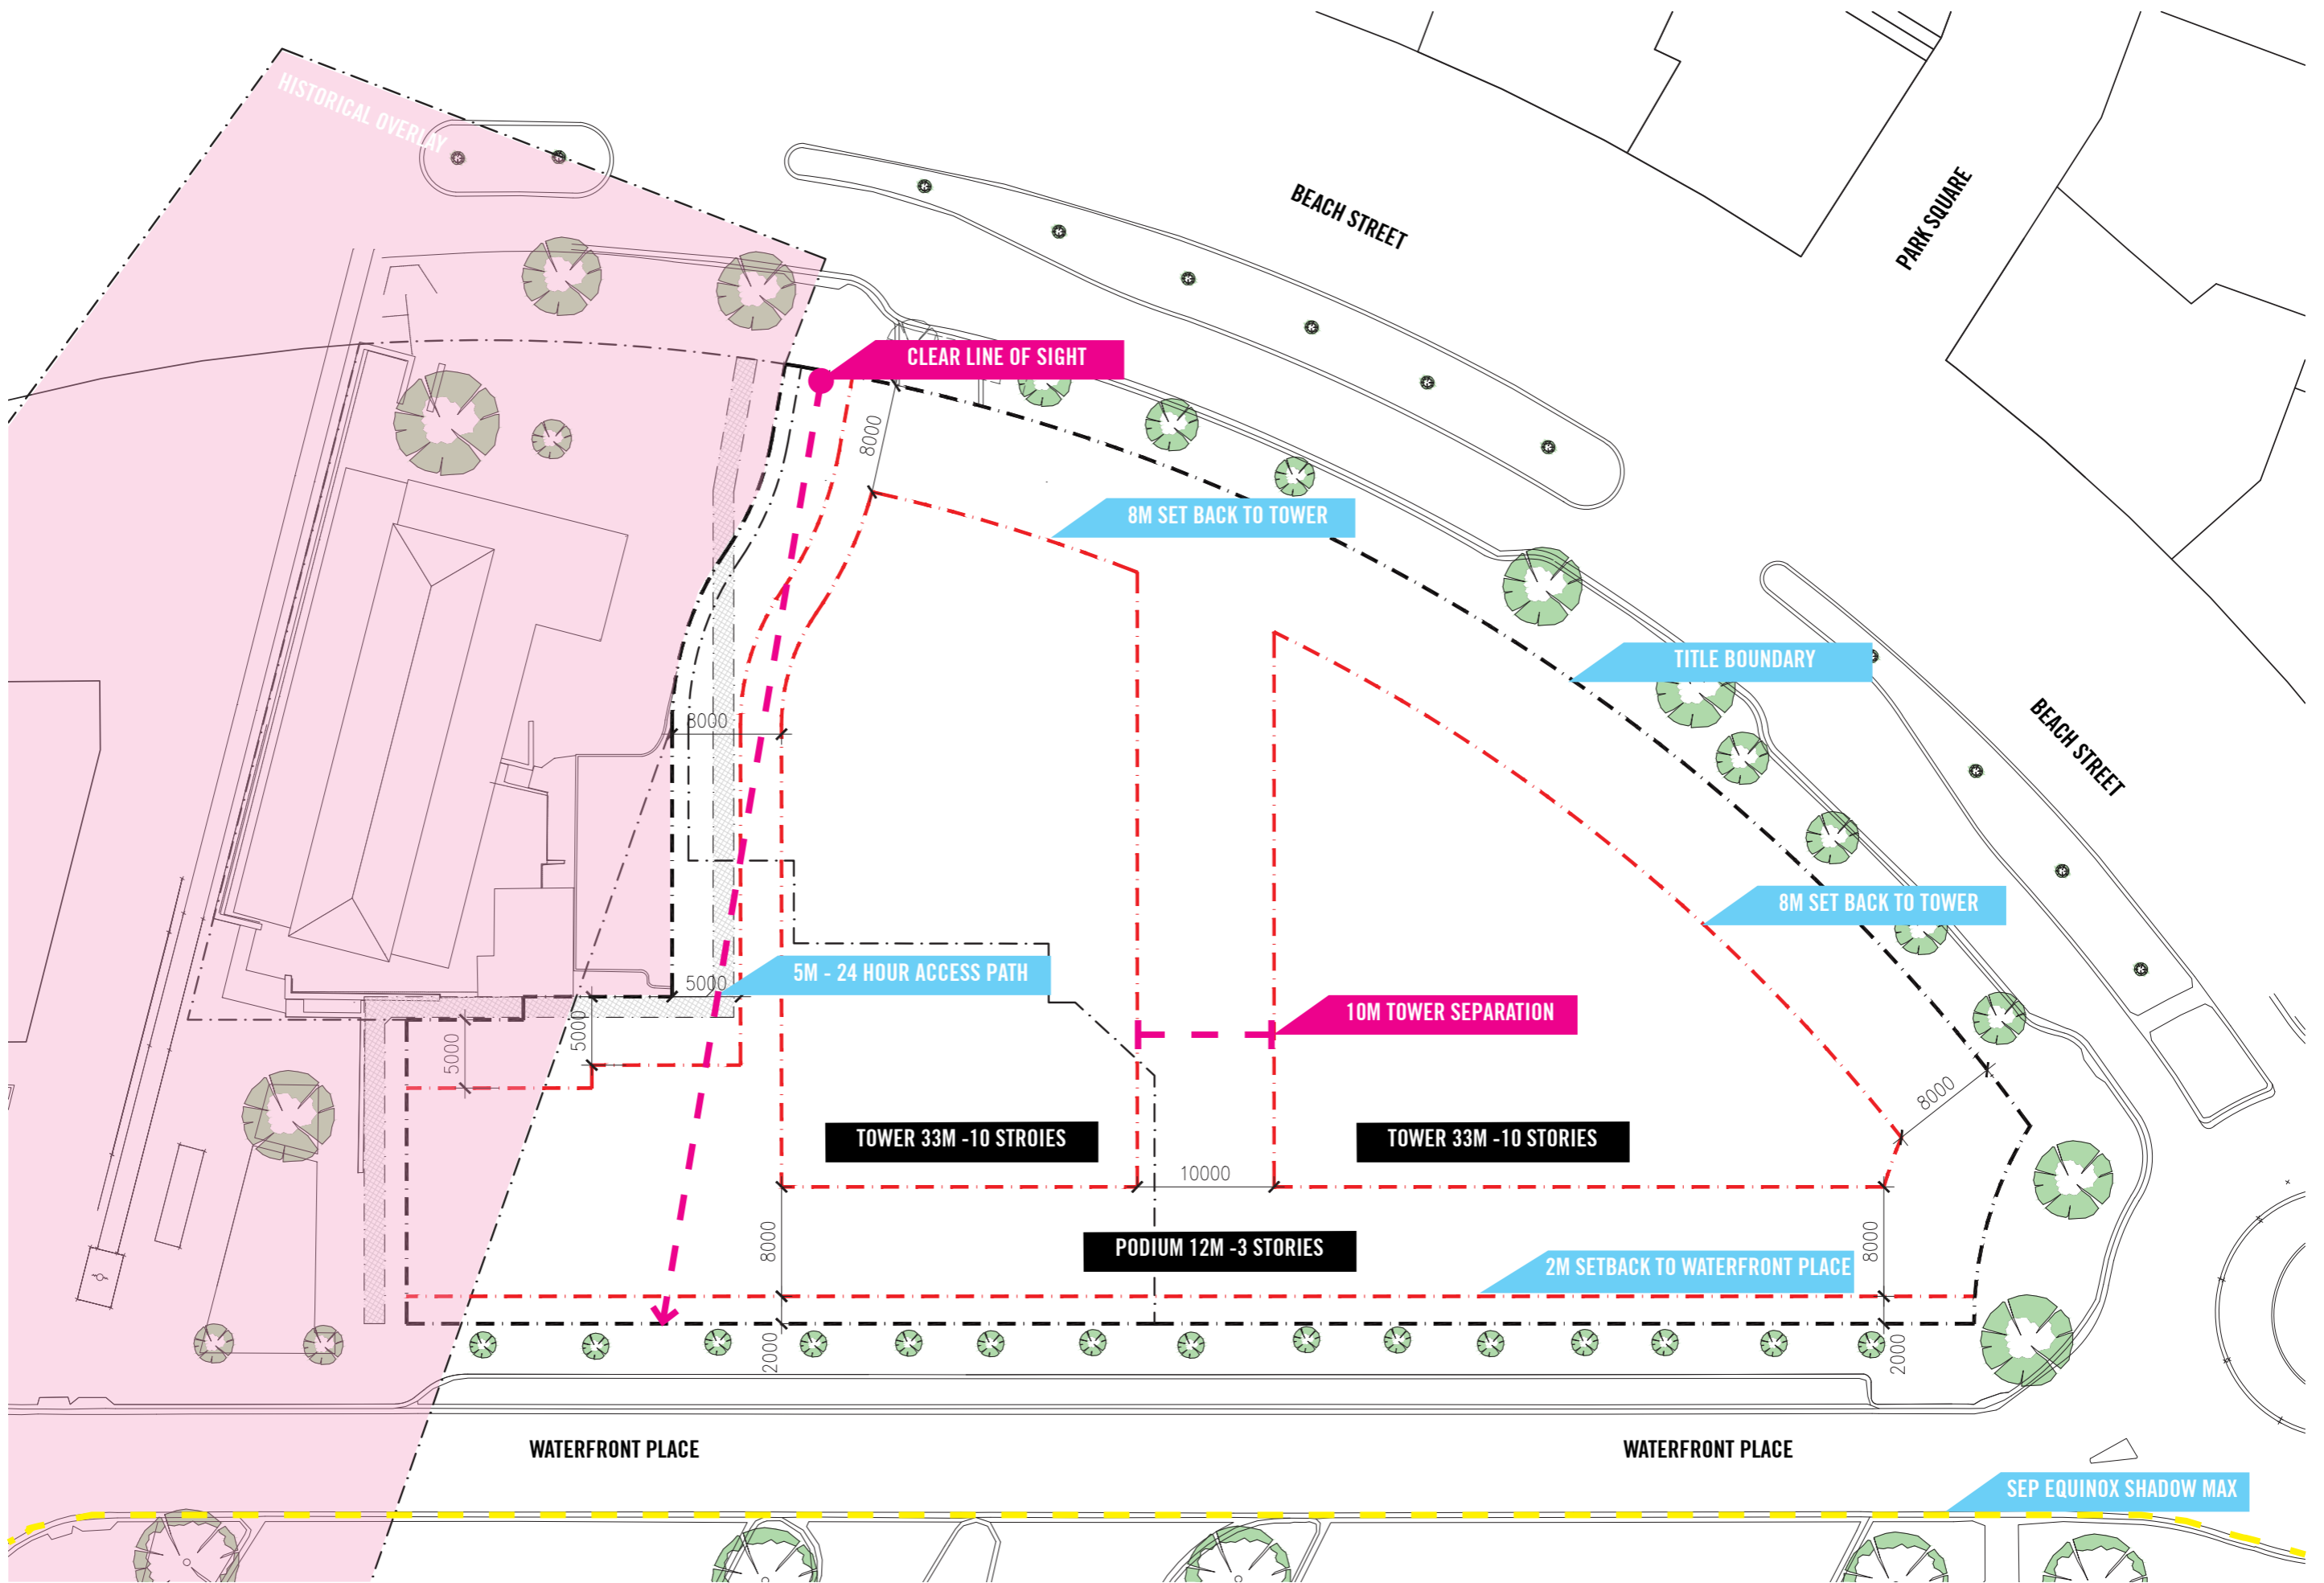 HISTORICAL OVERLAY
BEACH STREET
PARK SQUARE
CLEAR LINE OF SIGHT
8000
8M SET BACK TO TOWER
TITLE BOUNDARY
BEACH STREET
8000
8M SET BACK TO TOWER
5M - 24 HOUR ACCESS PATH
5000
5000
5000
10M TOWER SEPARATION
8000
TOWER 33M -10 STROIES
TOWER 33M -10 STORIES
10000
PODIUM 12M -3 STORIES
8000
8000
2M SETBACK TO WATERFRONT PLACE
2000
2000
WATERFRONT PLACE
WATERFRONT PLACE
SEP EQUINOX SHADOW MAX